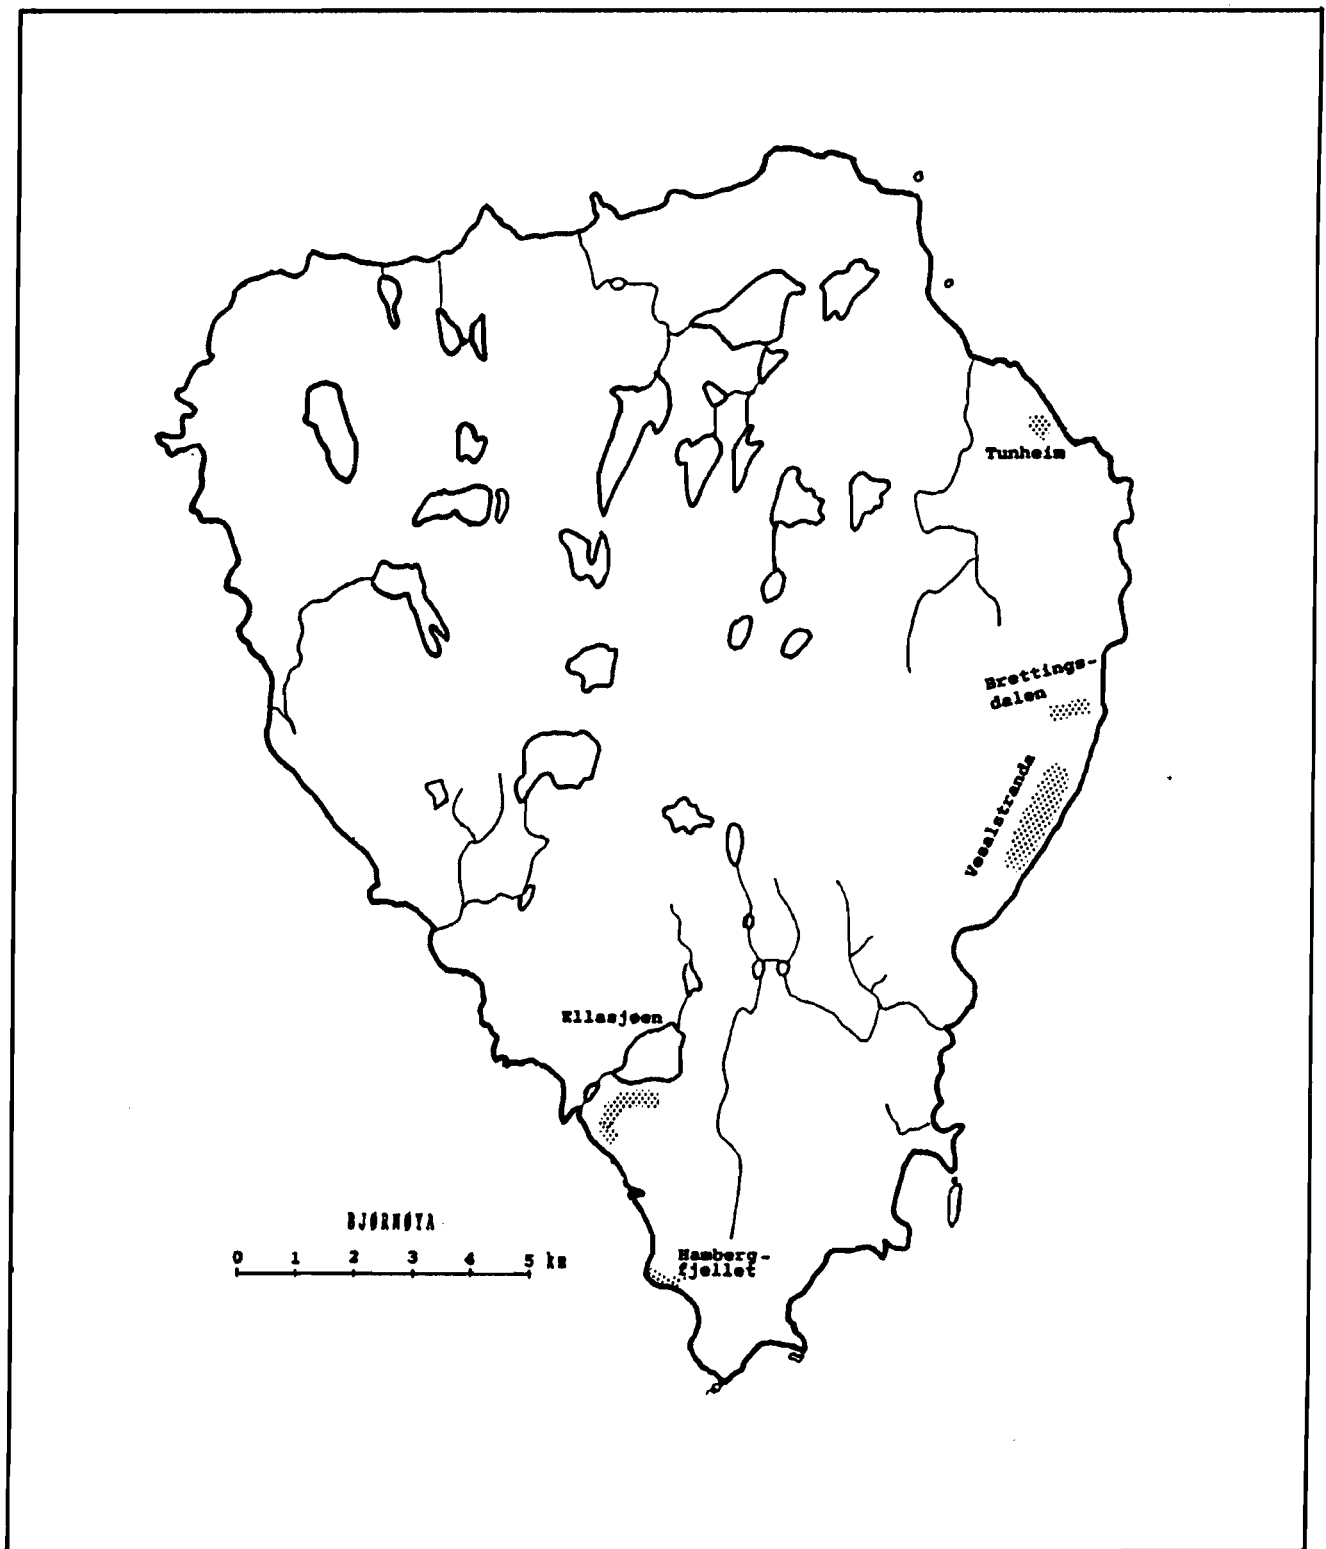 Tunheim
Brettings-
dalen
Vesalstranda
Ellasjøen
BJØRNØYA
0 1 2 3 4 5 km
Hamberg-
fjellet